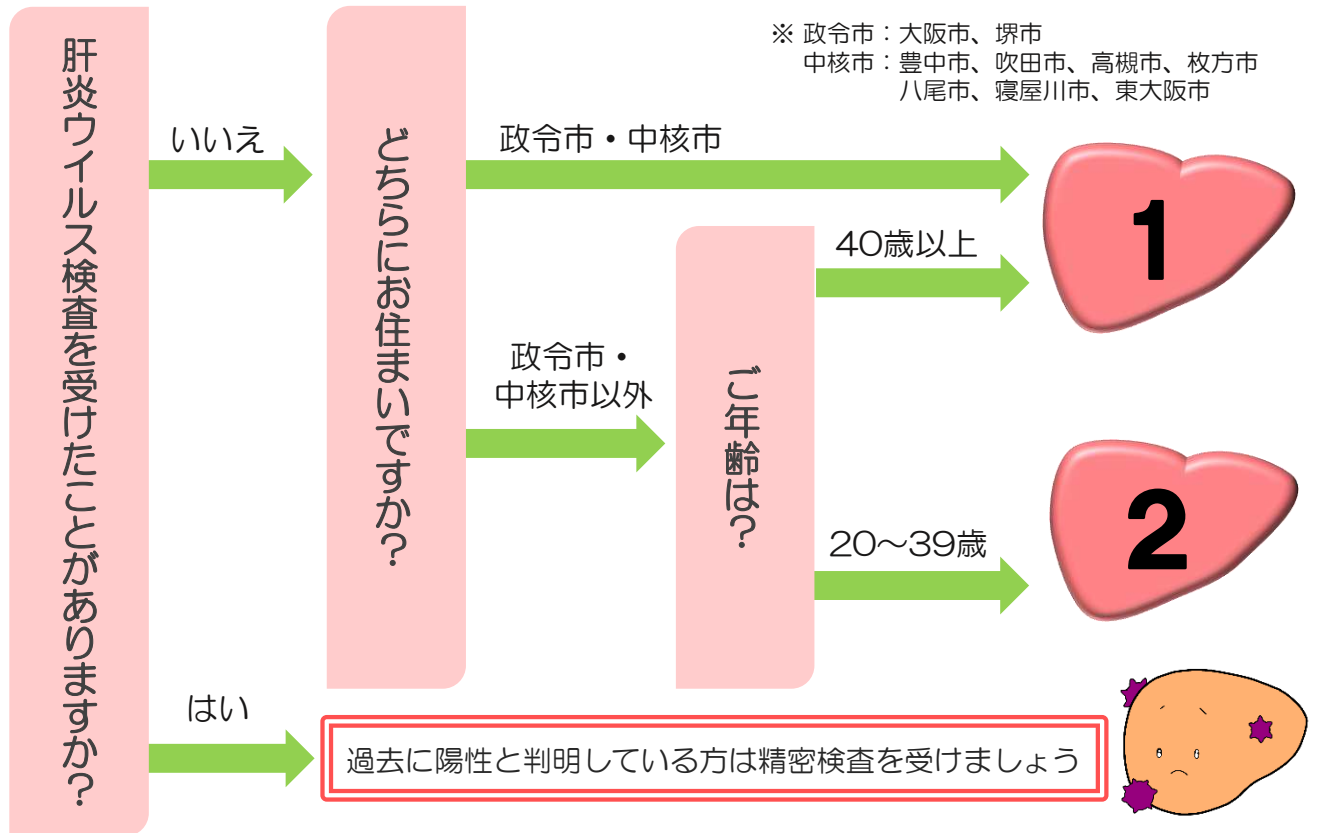 ※ 政令市：大阪市、堺市
中核市：豊中市、吹田市、高槻市、枚方市
八尾市、寝屋川市、東大阪市
肝炎ウイルス検査を受けたことがありますか？
いいえ
どちらにお住まいですか？
政令市・中核市
1
政令市・
中核市以外
ご年齢は？
40歳以上
20〜39歳
2
はい
過去に陽性と判明している方は精密検査を受けましょう